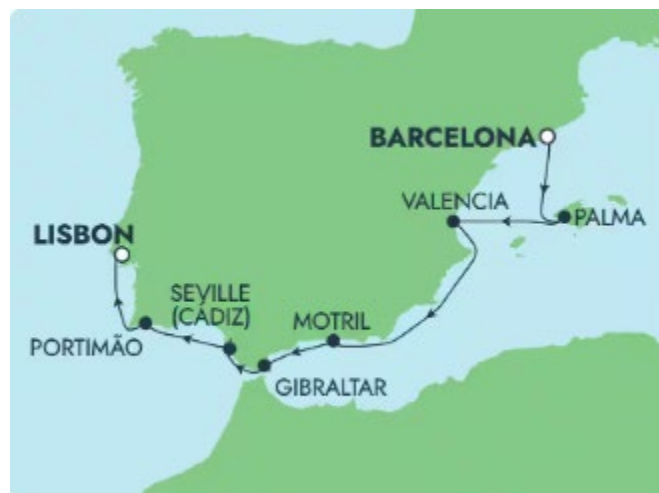 BARCELONA
VALENCIA
PALMA
LISBON
SEVILLE
(CADIZ)
MOTRIL
PORTIMÃO
GIBRALTAR